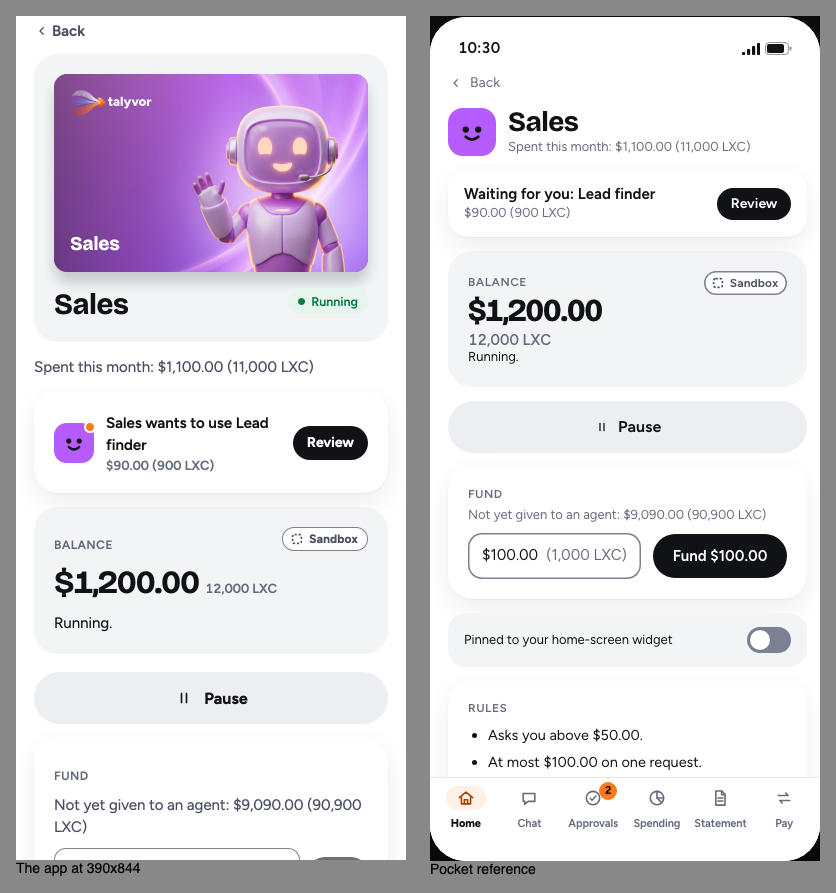 Back
talyvor
Sales
Sales
Running
Spent this month: $1,100.00 (11,000 LXC)
Sales wants to use Lead
finder
$90.00 (900 LXC)
Review
Sandbox
BALANCE
$1,200.00 12,000 LXC
Running.
Pause
FUND
Not yet given to an agent: $9,090.00 (90,900
LXC)
The app at 390x844
10:30
Back
Sales
Spent this month: $1,100.00 (11,000 LXC)
Waiting for you: Lead finder
$90.00 (900 LXC)
Review
BALANCE
Sandbox
$1,200.00
12,000 LXC
Running.
Pause
FUND
Not yet given to an agent: $9,090.00 (90,900 LXC)
$100.00 (1,000 LXC)
Fund $100.00
Pinned to your home-screen widget
RULES
Asks you above $50.00.
At most $100.00 on one request.
2
Home
Chat
Approvals
Spending
Statement
Pay
Pocket reference